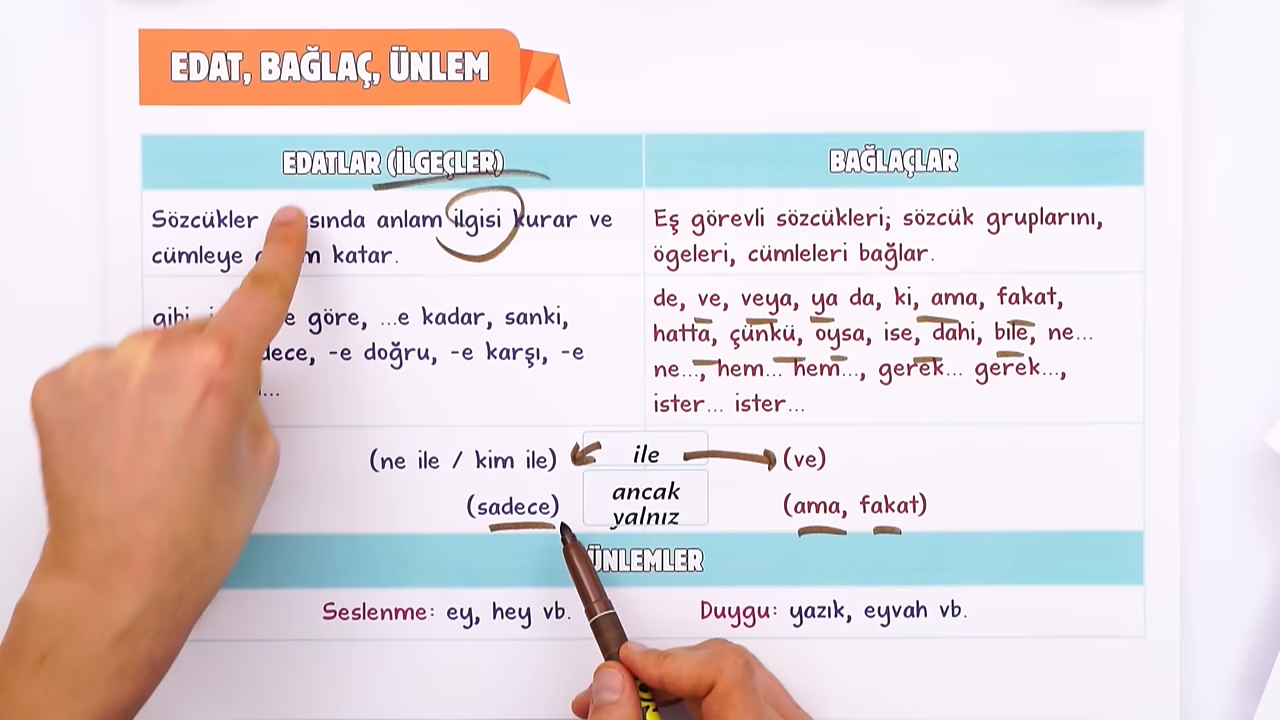 EDAT, BAĞLAÇ, ÜNLEM
EDATLAR (İLGEÇLER)
Sözcükler anlam ilgisi kurar ve
cümleye katar.
gibi, göre, ...e kadar, sanki,
-e doğru, -e karşı, -e
BAĞLAÇLAR
Eş görevli sözcükleri; sözcük gruplarını,
ögeleri, cümleleri bağlar.
de, ve, veya, ya da, ki, ama, fakat,
hatta, çünkü, oysa, ise, dahi, bile, ne...
ne..., hem... hem..., gerek... gerek...,
ister... ister...
(ne ile / kim ile) ile (ve)
(sadece) ancak yalnız (ama, fakat)
ÜNLEMLER
Seslenme: ey, hey vb. Duygu: yazık, eyvah vb.